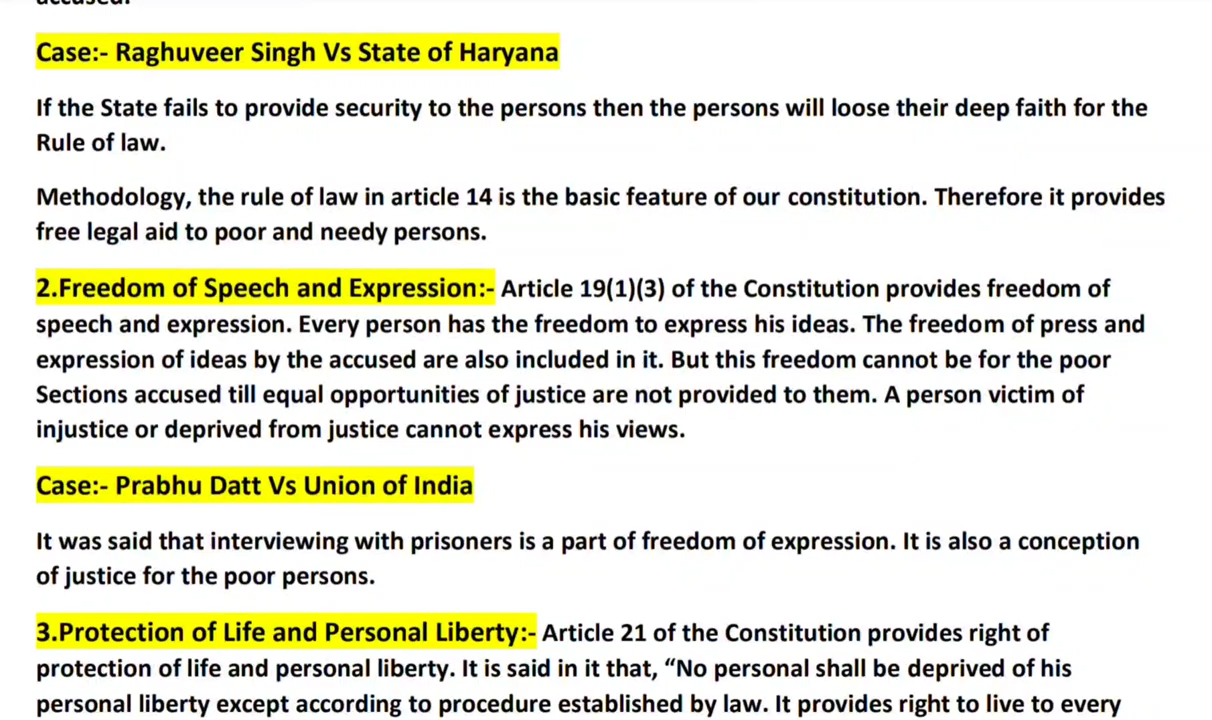 accused.
Case:- Raghuveer Singh Vs State of Haryana
If the State fails to provide security to the persons then the persons will loose their deep faith for the
Rule of law.
Methodology, the rule of law in article 14 is the basic feature of our constitution. Therefore it provides
free legal aid to poor and needy persons.
2.Freedom of Speech and Expression:- Article 19(1)(3) of the Constitution provides freedom of
speech and expression. Every person has the freedom to express his ideas. The freedom of press and
expression of ideas by the accused are also included in it. But this freedom cannot be for the poor
Sections accused till equal opportunities of justice are not provided to them. A person victim of
injustice or deprived from justice cannot express his views.
Case:- Prabhu Datt Vs Union of India
It was said that interviewing with prisoners is a part of freedom of expression. It is also a conception
of justice for the poor persons.
3.Protection of Life and Personal Liberty:- Article 21 of the Constitution provides right of
protection of life and personal liberty. It is said in it that, “No personal shall be deprived of his
personal liberty except according to procedure established by law. It provides right to live to every